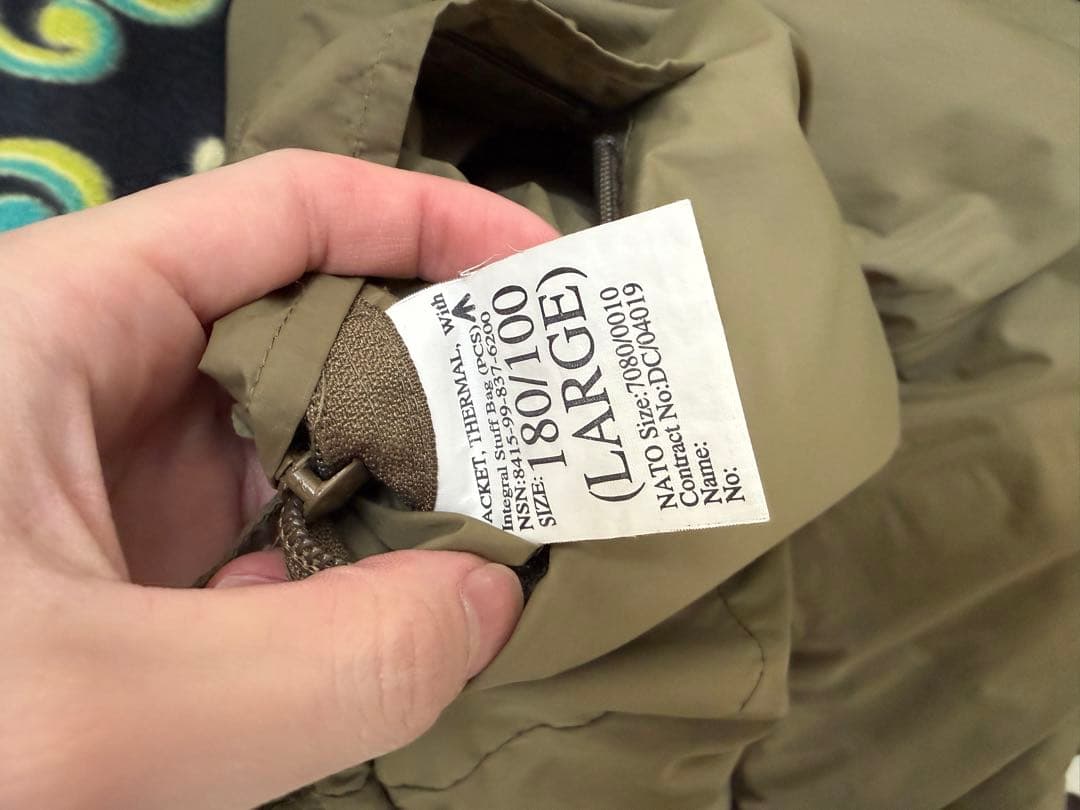 ACKET, THERMAL, With
Integral Stuff Bag (PCS)
NSN:8415-99-837-6200
SIZE: 180/100
(LARGE)
NATO Size:7080/0010
Contract No:DCJ/04019
Name:
No: